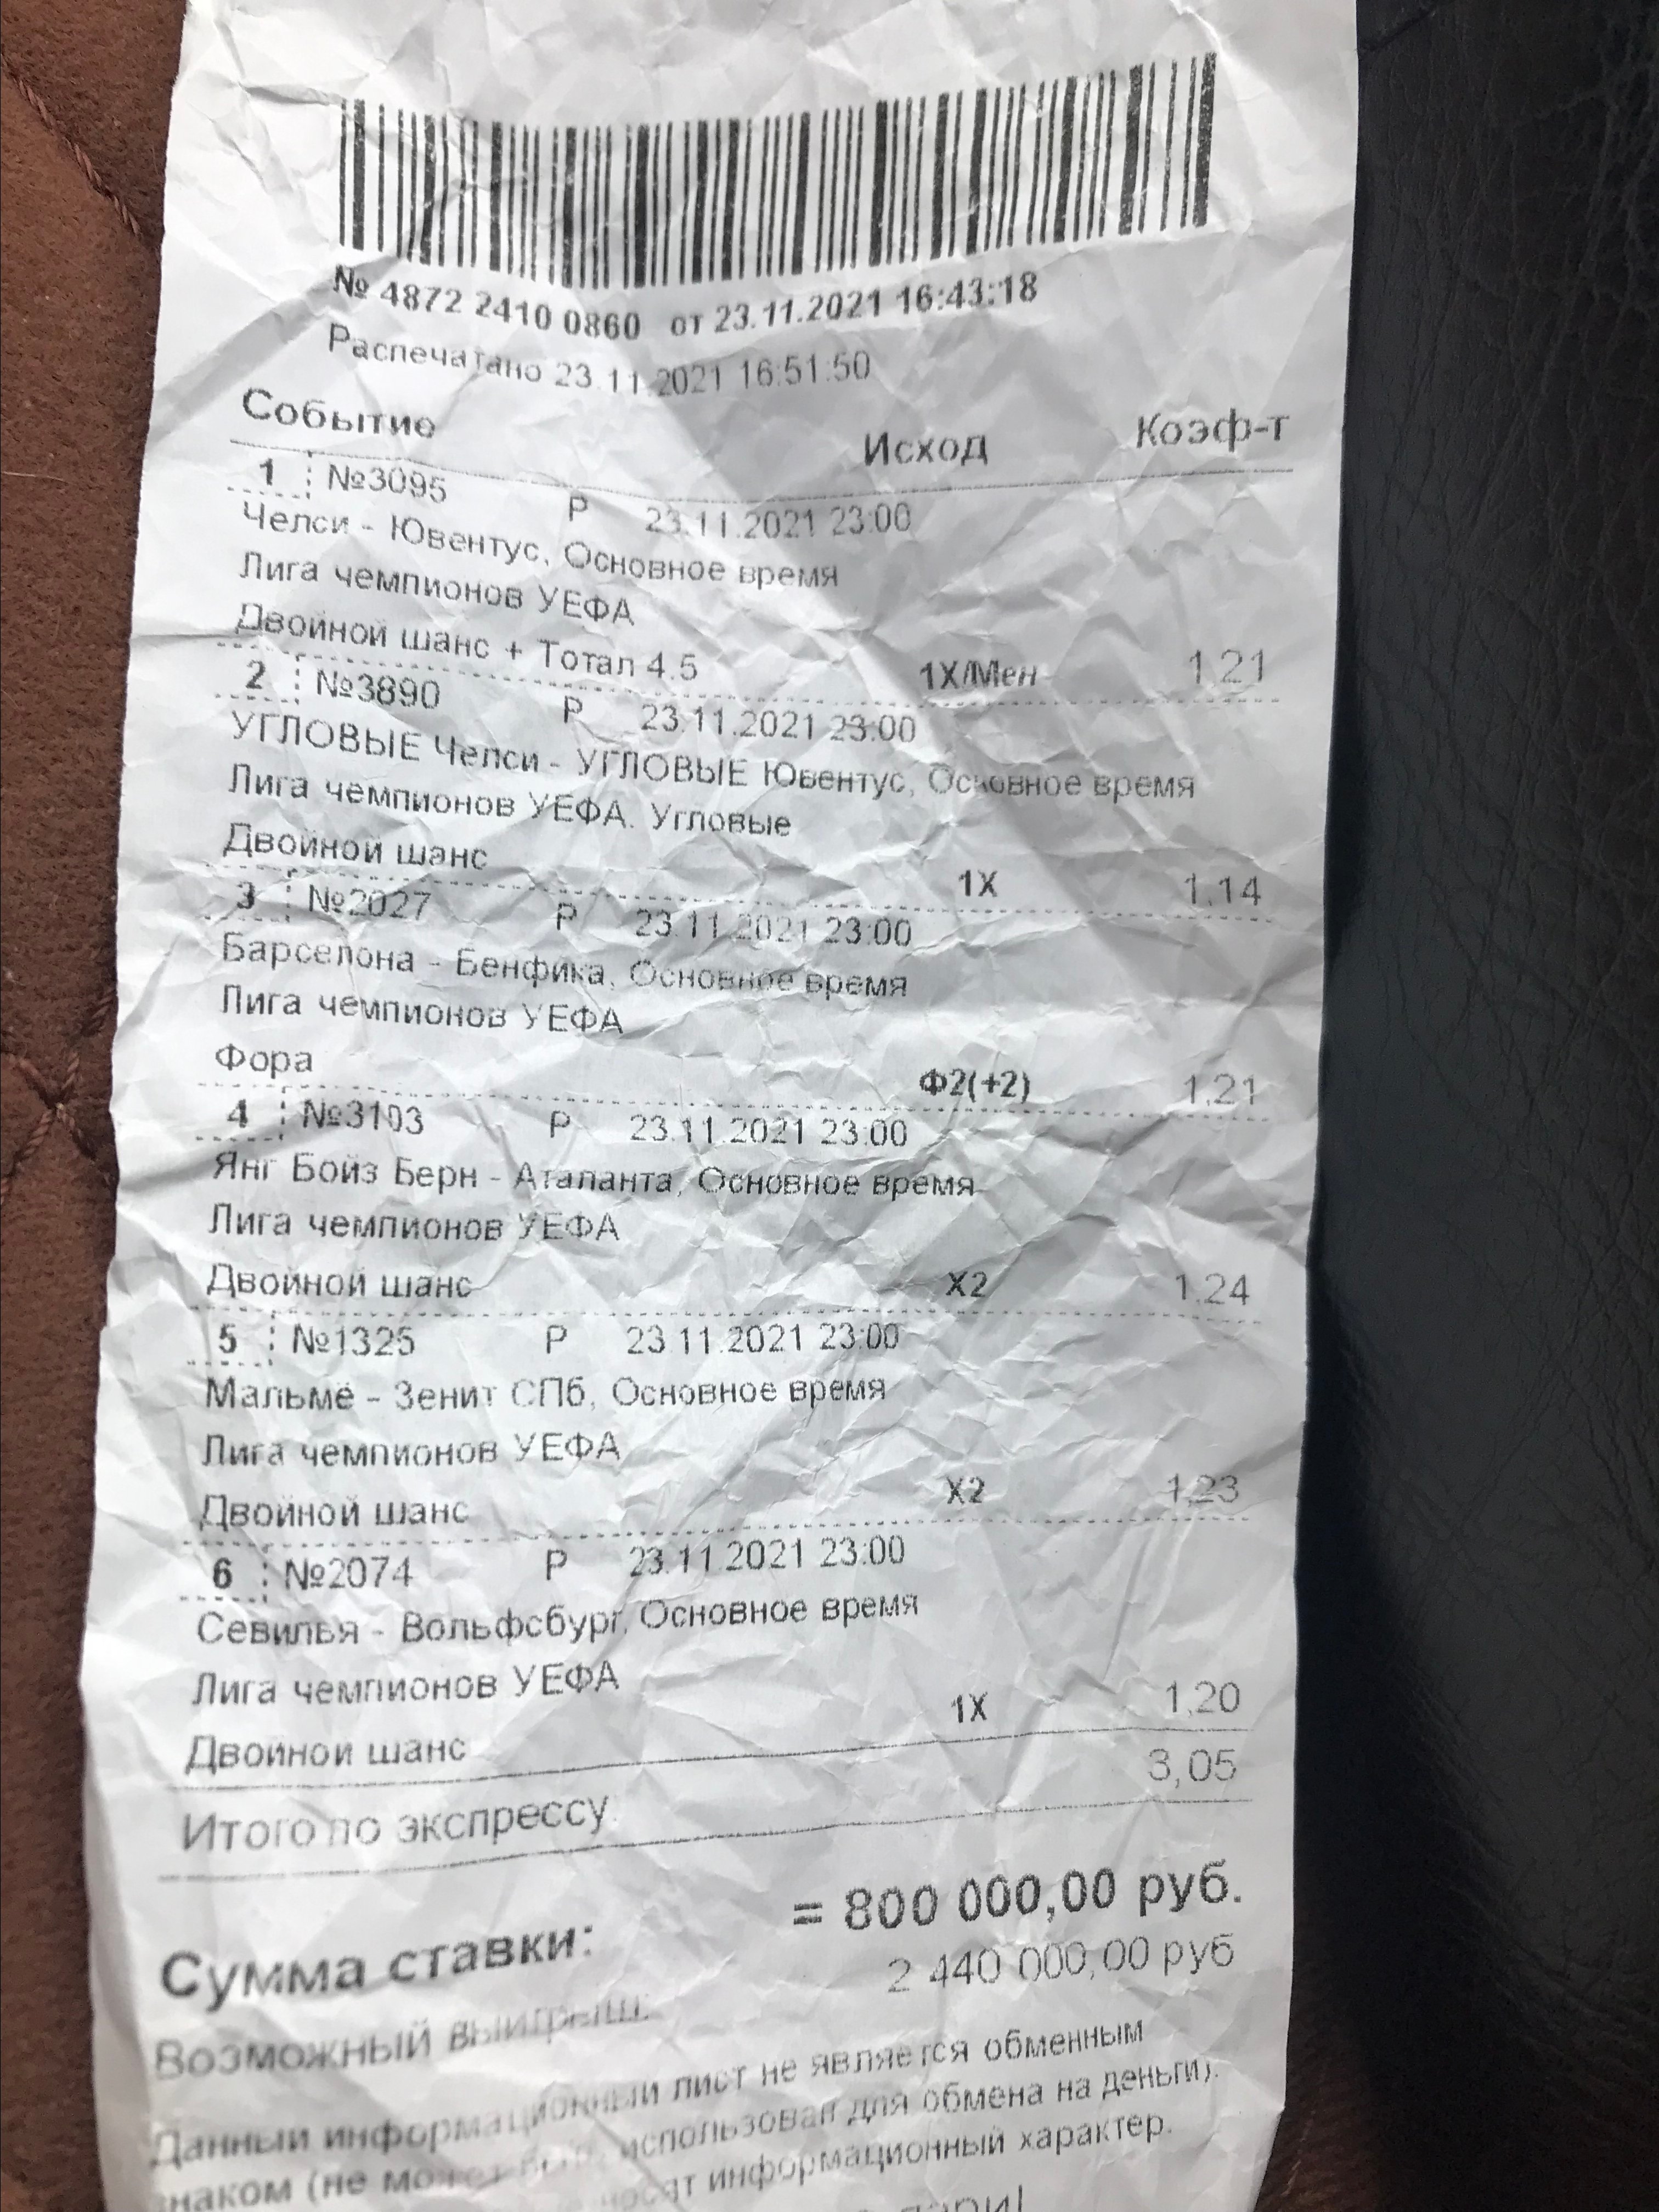 № 4872 2410 0860 от 23.11.2021 16:43:18
Распечатано 23.11.2021 16:51:50
Событие Исход Коэф-т
1 №3095 Р 23.11.2021 23:00
Челси - Ювентус, Основное время
Лига чемпионов УЕФА
Двойной шанс + Тотал 4.5 1Х/Мен 1,21
2 №3890 Р 23.11.2021 23:00
УГЛОВЫЕ Челси - УГЛОВЫЕ Ювентус, Основное время
Лига чемпионов УЕФА. Угловые
Двойной шанс 1Х 1,14
3 №2027 Р 23.11.2021 23:00
Барселона - Бенфика, Основное время
Лига чемпионов УЕФА
Фора Ф2(+2) 1,21
4 №3103 Р 23.11.2021 23:00
Янг Бойз Берн - Аталанта, Основное время
Лига чемпионов УЕФА
Двойной шанс Х2 1,24
5 №1325 Р 23.11.2021 23:00
Мальмё - Зенит СПб, Основное время
Лига чемпионов УЕФА
Двойной шанс Х2 1,23
6 №2074 Р 23.11.2021 23:00
Севилья - Вольфсбург, Основное время
Лига чемпионов УЕФА
Двойной шанс 1Х 1,20
Итого по экспрессу 3,05
Сумма ставки: = 800 000,00 руб.
Возможный выигрыш: 2 440 000,00 руб
Данный информационный лист не является обменным
знаком (не может быть использован для обмена на деньги).
носят информационный характер.